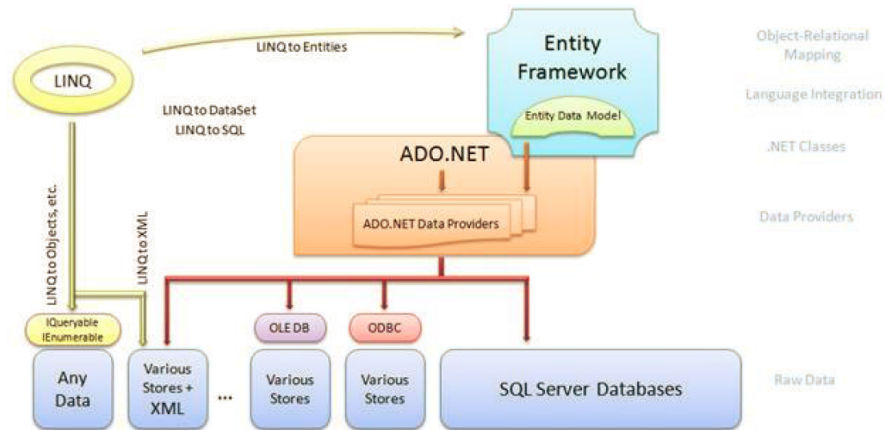 LINQ
LINQ to Entities
Entity
Framework
Entity Data Model
Object-Relational
Mapping
Language Integration
.NET Classes
Data Providers
Raw Data
LINQ to DataSet
LINQ to SQL
ADO.NET
ADO.NET Data Providers
LINQ to Objects, etc.
LINQ to XML
IQueryable
IEnumerable
OLE DB
ODBC
Any
Data
Various
Stores +
XML
...
Various
Stores
Various
Stores
SQL Server Databases